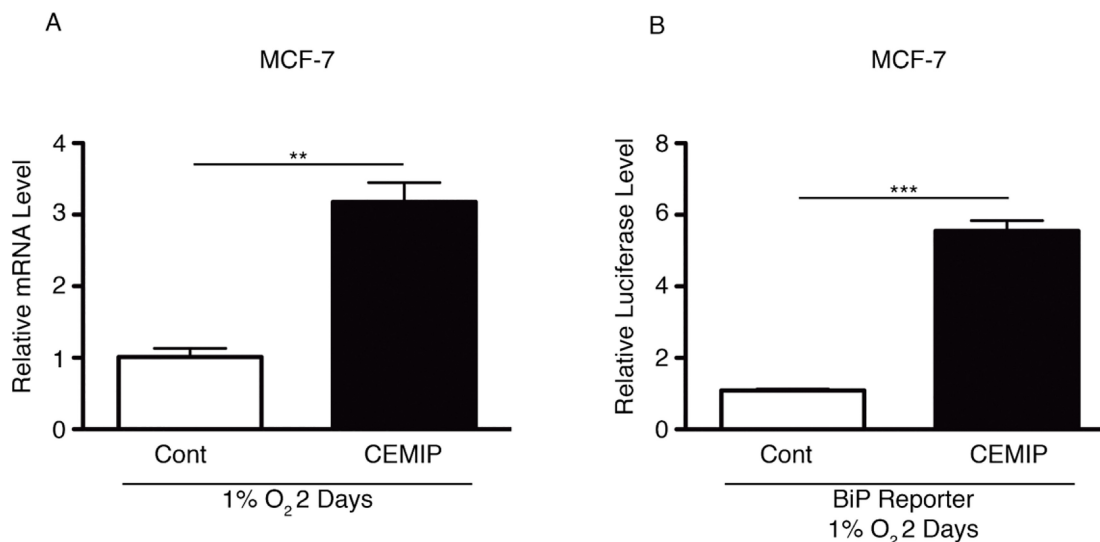 A
MCF-7
Relative mRNA Level
4
3
2
1
0
**
Cont
CEMIP
1% O2 2 Days
B
MCF-7
Relative Luciferase Level
8
6
4
2
0
***
Cont
CEMIP
BiP Reporter
1% O2 2 Days